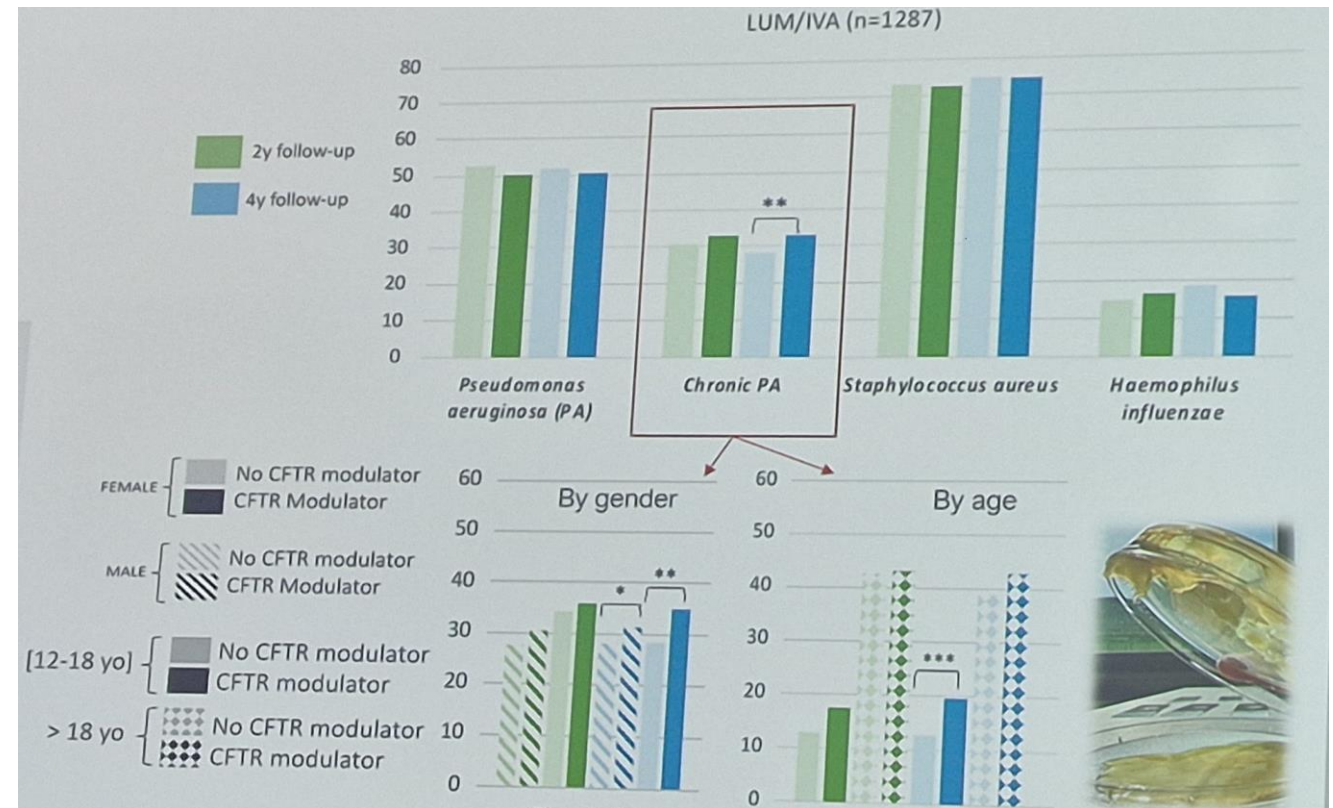 LUM/IVA (n=1287)
80
70
60
50
40
30
20
10
0
2y follow-up
4y follow-up
**
Pseudomonas
aeruginosa (PA)
Chronic PA
Staphylococcus aureus
Haemophilus
influenzae
FEMALE
No CFTR modulator
CFTR Modulator
MALE
No CFTR modulator
CFTR Modulator
[12-18 yo]
No CFTR modulator
CFTR modulator
> 18 yo
No CFTR modulator
CFTR modulator
By gender
60
50
40
30
20
10
0
*
**
By age
60
50
40
30
20
10
0
***